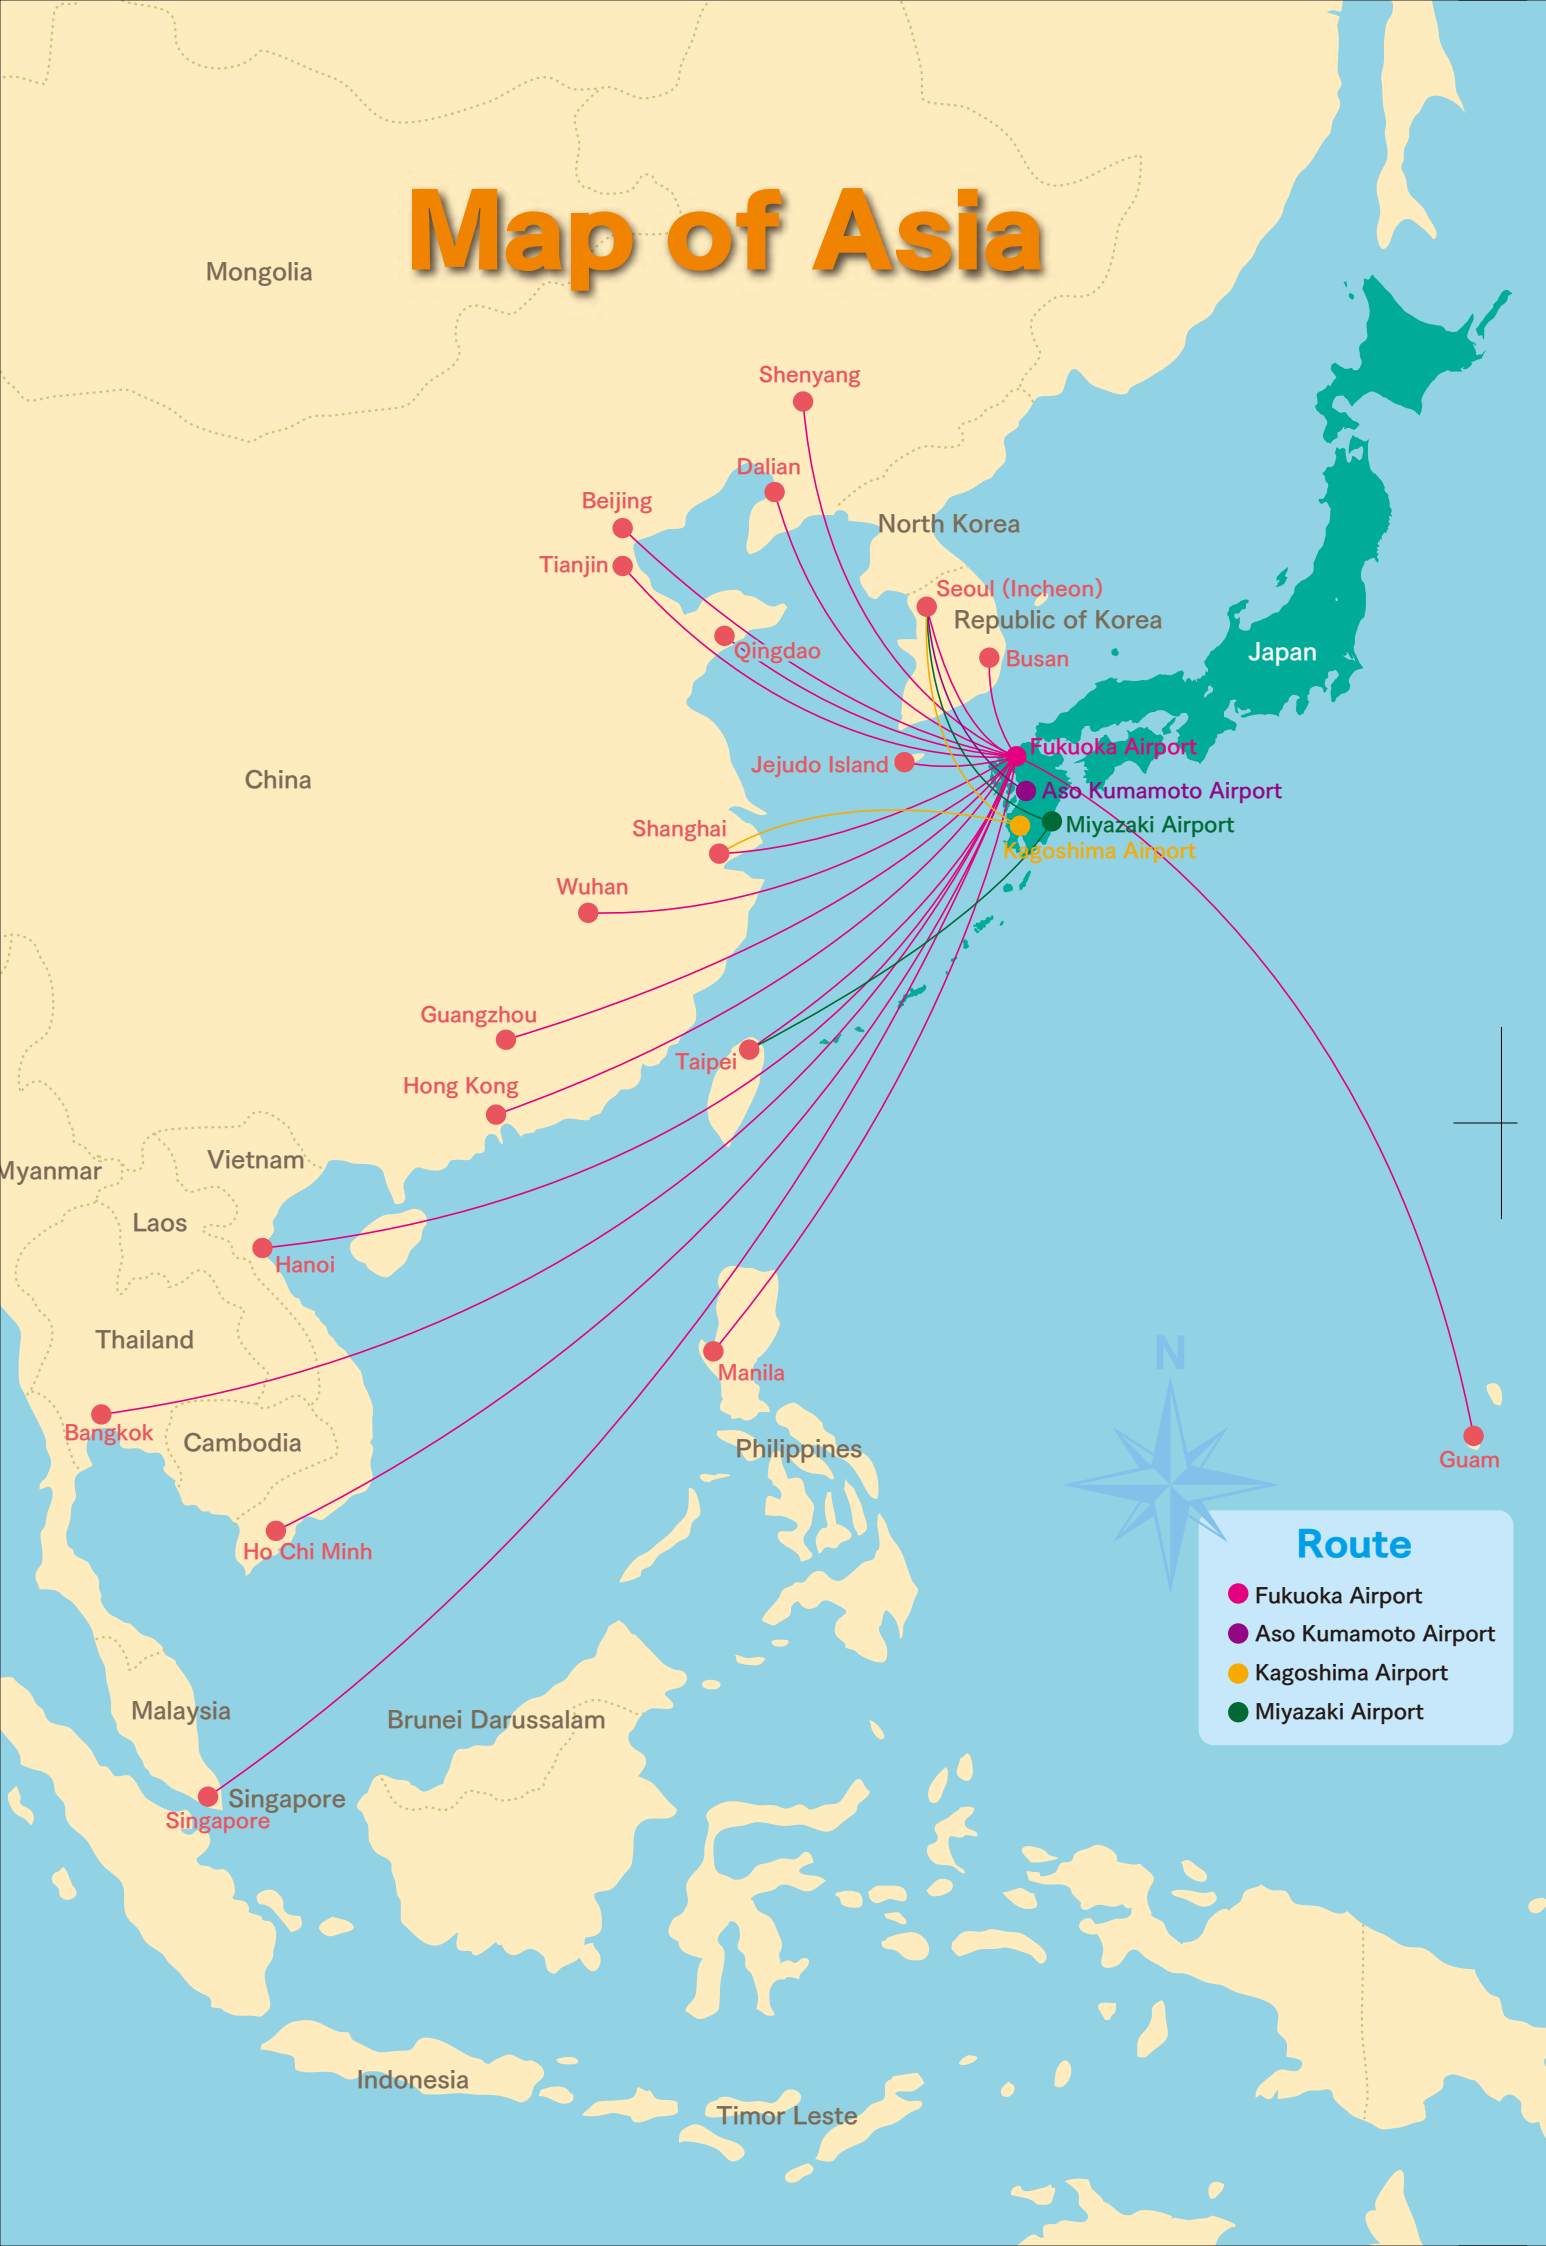 Map of Asia
Mongolia
Shenyang
Dalian
Beijing
North Korea
Tianjin
Seoul (Incheon)
Republic of Korea
Qingdao
Busan
Japan
Fukuoka Airport
Jejudo Island
China
Aso Kumamoto Airport
Shanghai
Miyazaki Airport
Kagoshima Airport
Wuhan
Guangzhou
Taipei
Hong Kong
Vietnam
Myanmar
Laos
Hanoi
Thailand
N
Manila
Bangkok
Cambodia
Philippines
Guam
Ho Chi Minh
Route
Fukuoka Airport
Aso Kumamoto Airport
Kagoshima Airport
Miyazaki Airport
Malaysia
Brunei Darussalam
Singapore
Singapore
Indonesia
Timor Leste